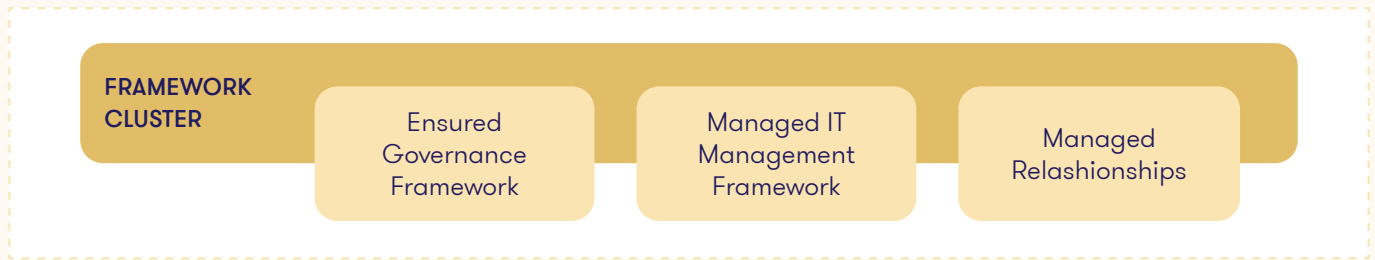 FRAMEWORK
CLUSTER
Ensured
Governance
Framework
Managed IT
Management
Framework
Managed
Relashionships